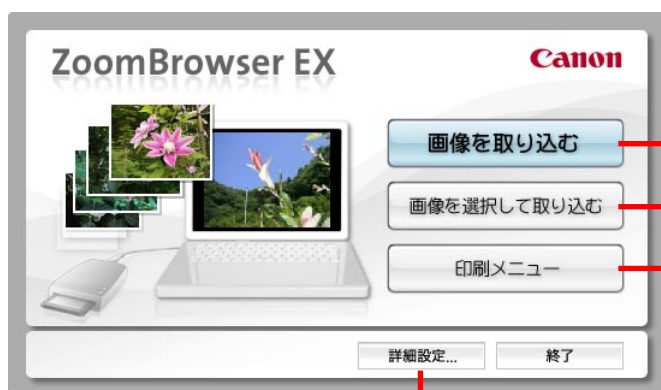 ZoomBrowser EX
Canon
画像を取り込む
画像を選択して取り込む
印刷メニュー
詳細設定...
終了